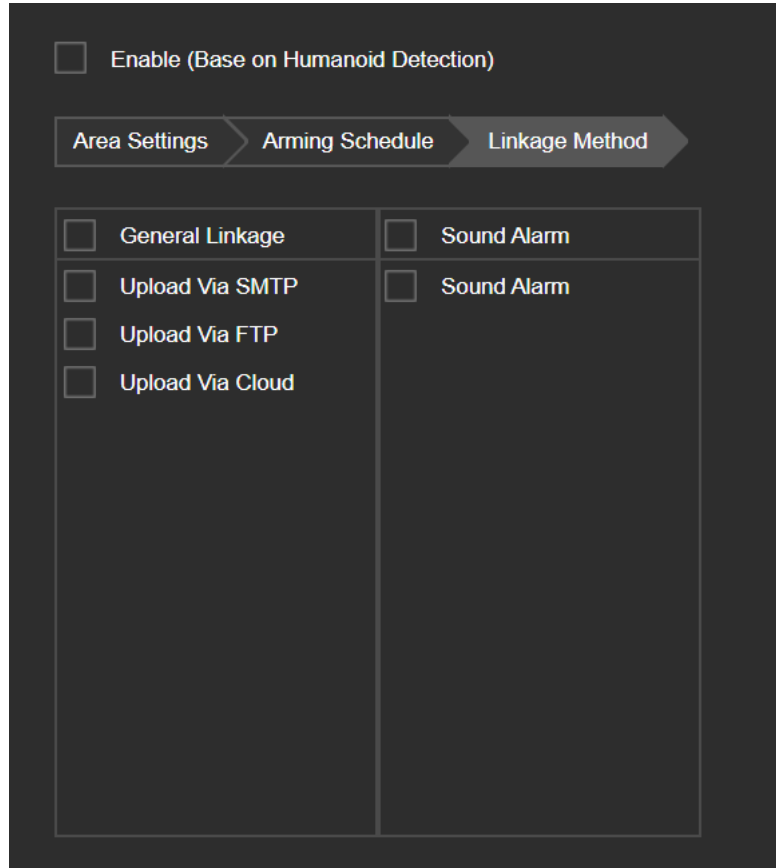 Enable (Base on Humanoid Detection)
Area Settings Arming Schedule Linkage Method
General Linkage Sound Alarm
Upload Via SMTP Sound Alarm
Upload Via FTP
Upload Via Cloud